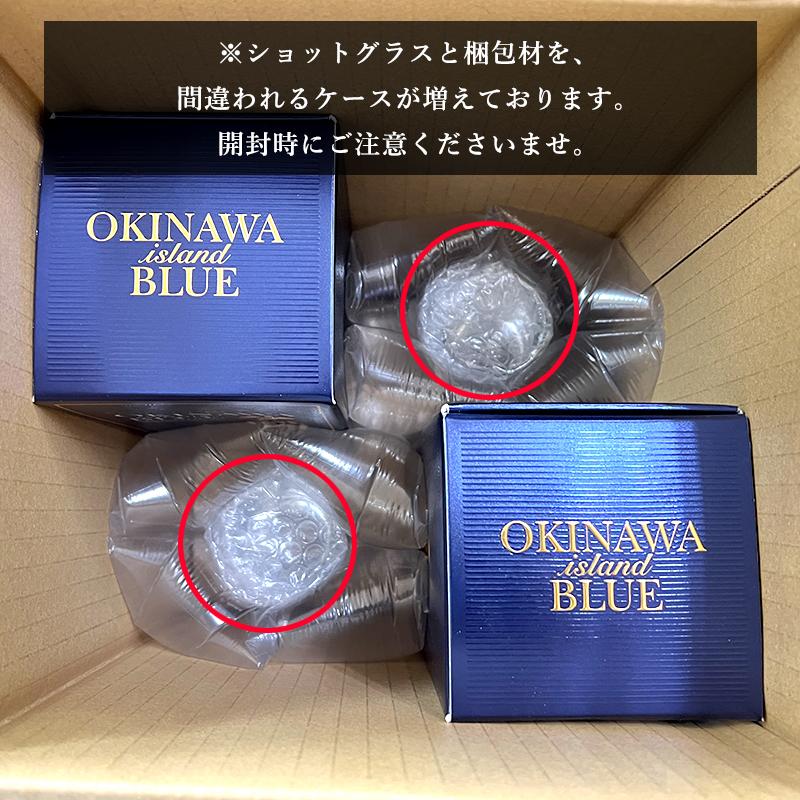 ※ショットグラスと梱包材を、
間違われるケースが増えております。
開封時にご注意くださいませ。
OKINAWA
island
BLUE
OKINAWA
island
BLUE